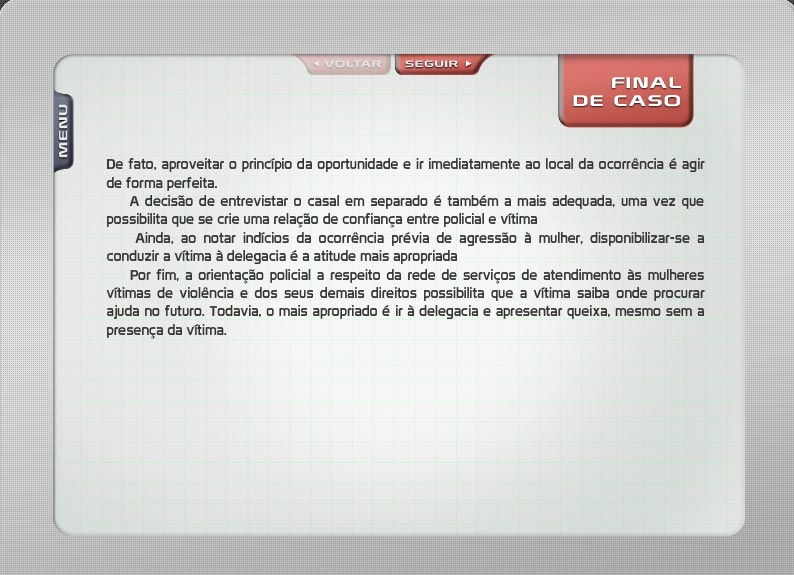 VOLTAR
SEGUIR
FINAL
DE CASO
MENU
De fato, aproveitar o princípio da oportunidade e ir imediatamente ao local da ocorrência é agir
de forma perfeita.
A decisão de entrevistar o casal em separado é também a mais adequada, uma vez que
possibilita que se crie uma relação de confiança entre policial e vítima
Ainda, ao notar indícios da ocorrência prévia de agressão à mulher, disponibilizar-se a
conduzir a vítima à delegacia é a atitude mais apropriada
Por fim, a orientação policial a respeito da rede de serviços de atendimento às mulheres
vítimas de violência e dos seus demais direitos possibilita que a vítima saiba onde procurar
ajuda no futuro. Todavia, o mais apropriado é ir à delegacia e apresentar queixa, mesmo sem a
presença da vítima.